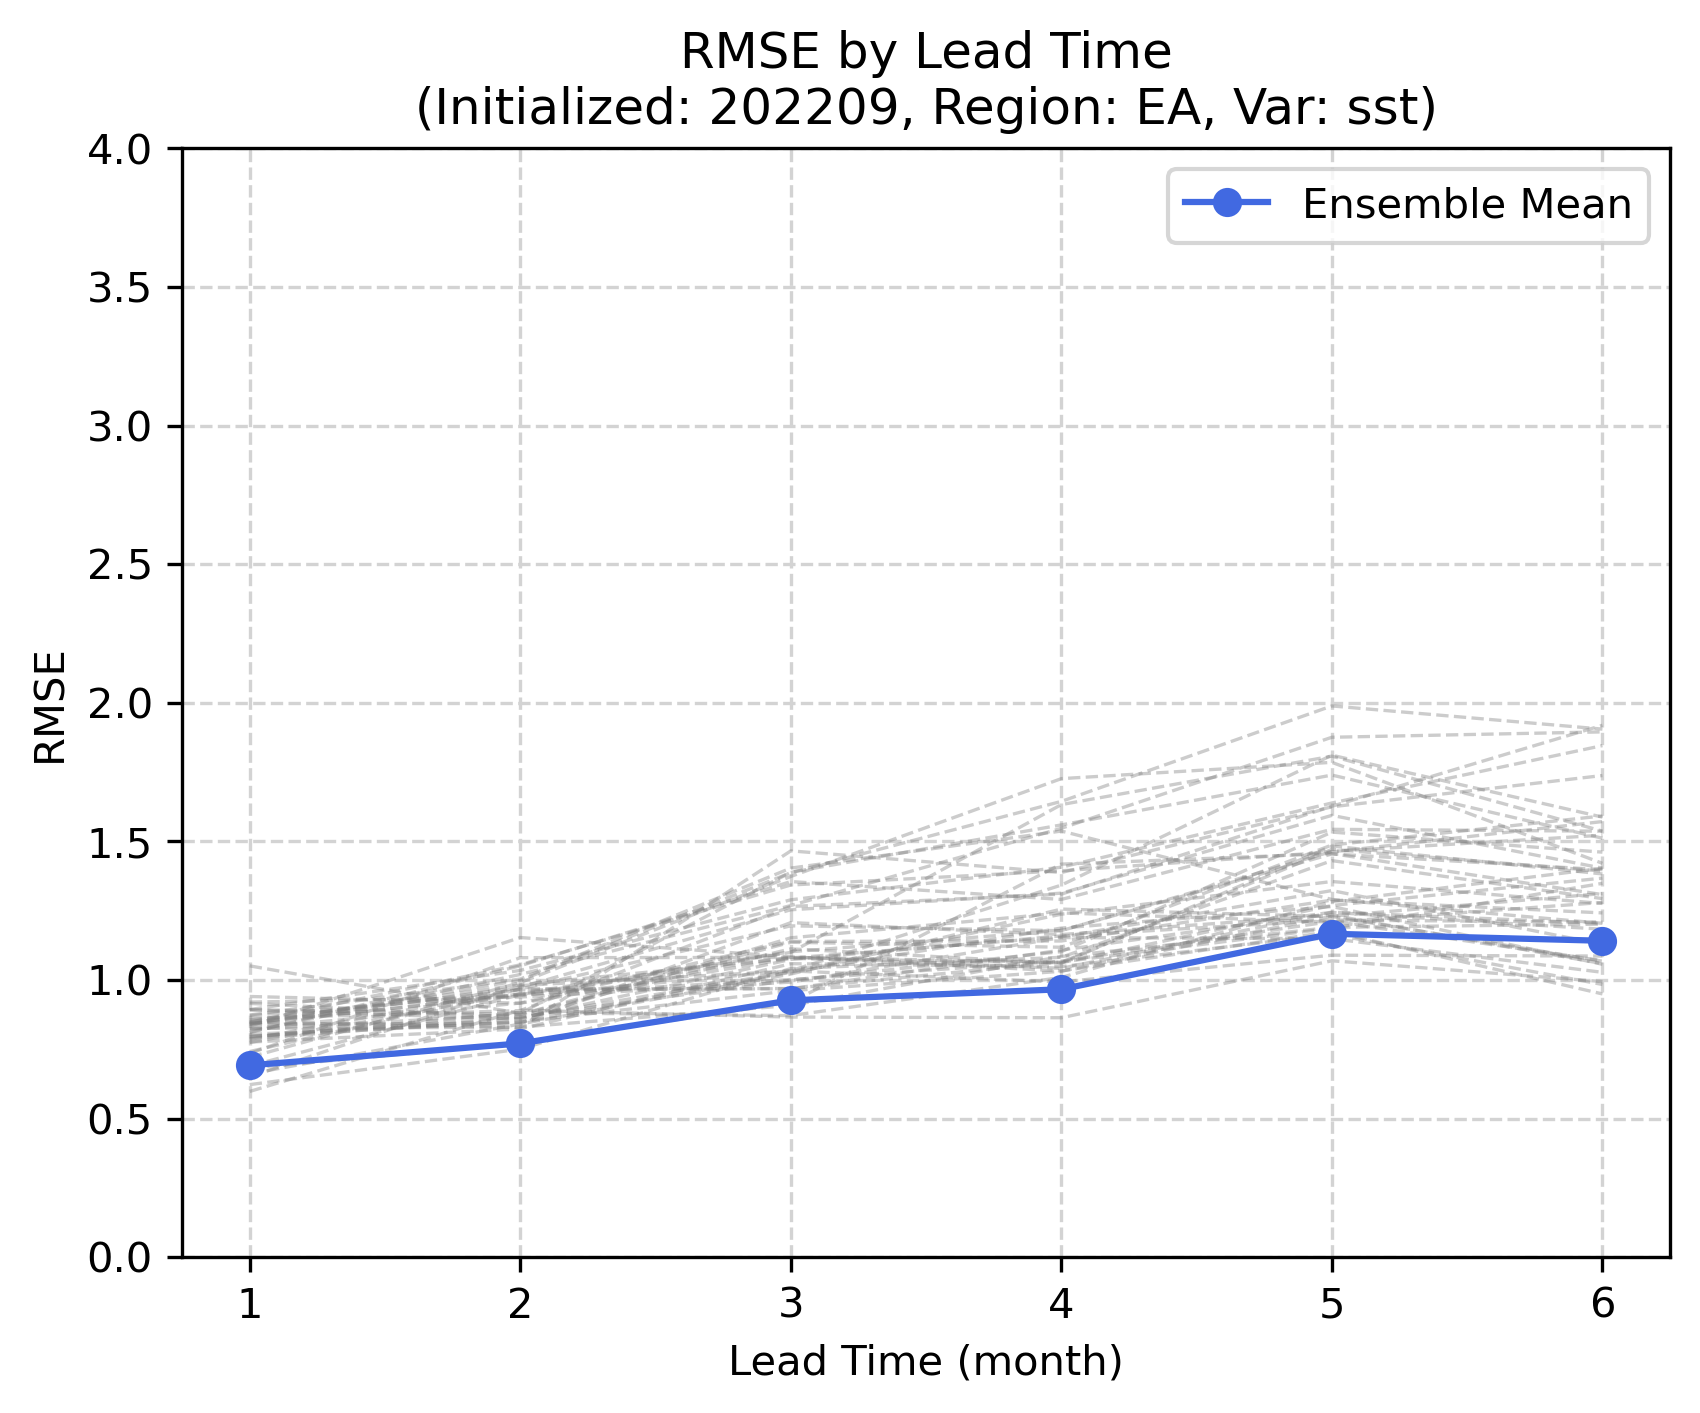 RMSE by Lead Time
(Initialized: 202209, Region: EA, Var: sst)
Ensemble Mean
4.0
3.5
3.0
2.5
2.0
1.5
1.0
0.5
0.0
RMSE
1 2 3 4 5 6
Lead Time (month)